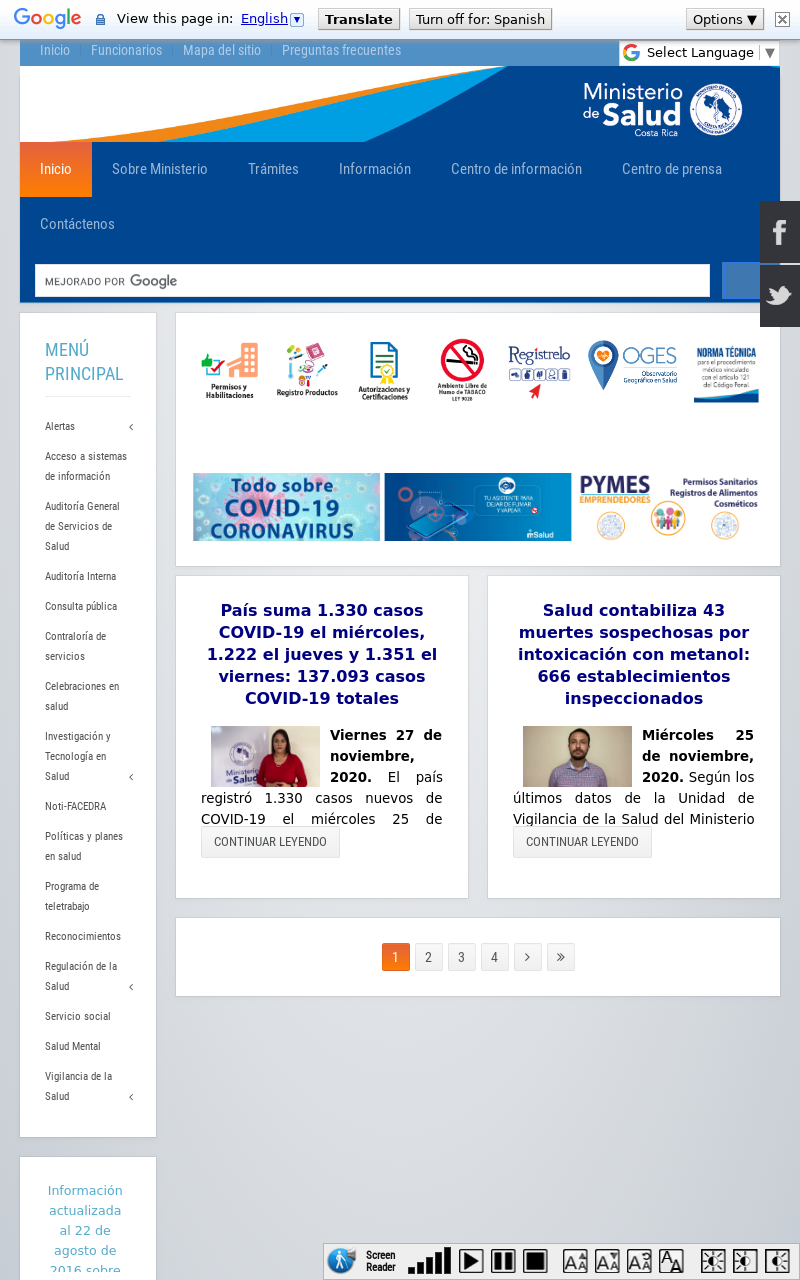 Google View this page in: English Translate Turn off for: Spanish Options ▼
Inicio Funcionarios Mapa del sitio Preguntas frecuentes
Select Language ▼
Ministerio
de Salud
Costa Rica
Inicio Sobre Ministerio Trámites Información Centro de información Centro de prensa
Contáctenos
MEJORADO POR Google
MENÚ
PRINCIPAL
Alertas
Acceso a sistemas
de información
Auditoría General
de Servicios de
Salud
Auditoría Interna
Consulta pública
Contraloría de
servicios
Celebraciones en
salud
Investigación y
Tecnología en
Salud
Noti-FACEDRA
Políticas y planes
en salud
Programa de
teletrabajo
Reconocimientos
Regulación de la
Salud
Servicio social
Salud Mental
Vigilancia de la
Salud
Información
actualizada
al 22 de
agosto de
2016 sobre
Permisos y
Habilitaciones
Registro Productos
Autorizaciones y
Certificaciones
Ambiente Libre de
Humo de TABACO
LEY 9028
Regístrelo
OGES
Observatorio
Geográfico en Salud
NORMA TÉCNICA
para el procedimiento
médico vinculado
con el artículo 121
del Código Penal.
Todo sobre
COVID-19
CORONAVIRUS
TU ASISTENTE PARA
DEJAR DE FUMAR
Y VAPEAR
mSalud
PYMES
EMPRENDEDORES
Permisos Sanitarios
Registros de Alimentos
Cosméticos
País suma 1.330 casos
COVID-19 el miércoles,
1.222 el jueves y 1.351 el
viernes: 137.093 casos
COVID-19 totales
Viernes 27 de
noviembre,
2020. El país
registró 1.330 casos nuevos de
COVID-19 el miércoles 25 de
CONTINUAR LEYENDO
Salud contabiliza 43
muertes sospechosas por
intoxicación con metanol:
666 establecimientos
inspeccionados
Miércoles 25
de noviembre,
2020. Según los
últimos datos de la Unidad de
Vigilancia de la Salud del Ministerio
CONTINUAR LEYENDO
1 2 3 4 › »
Screen
Reader